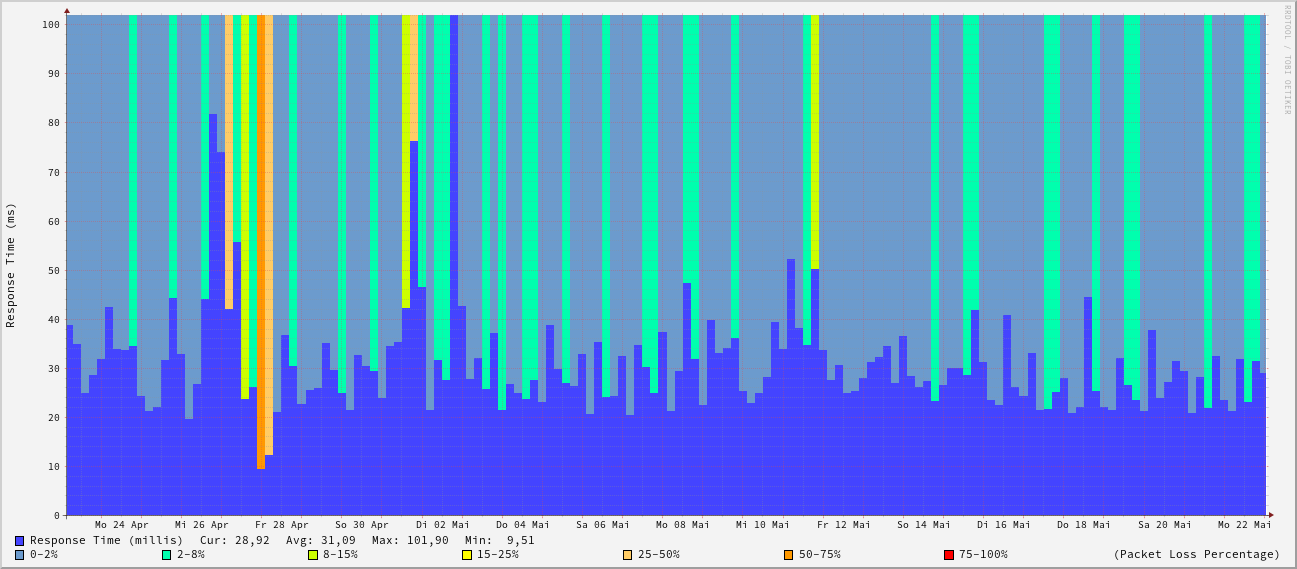 RRDTOOL / TOBI OETIKER
Response Time (ms)
100
90
80
70
60
50
40
30
20
10
0
Mo 24 Apr Mi 26 Apr Fr 28 Apr So 30 Apr Di 02 Mai Do 04 Mai Sa 06 Mai Mo 08 Mai Mi 10 Mai Fr 12 Mai So 14 Mai Di 16 Mai Do 18 Mai Sa 20 Mai Mo 22 Mai
Response Time (millis) Cur: 28,92 Avg: 31,09 Max: 101,90 Min: 9,51
0-2% 2-8% 8-15% 15-25% 25-50% 50-75% 75-100% (Packet Loss Percentage)